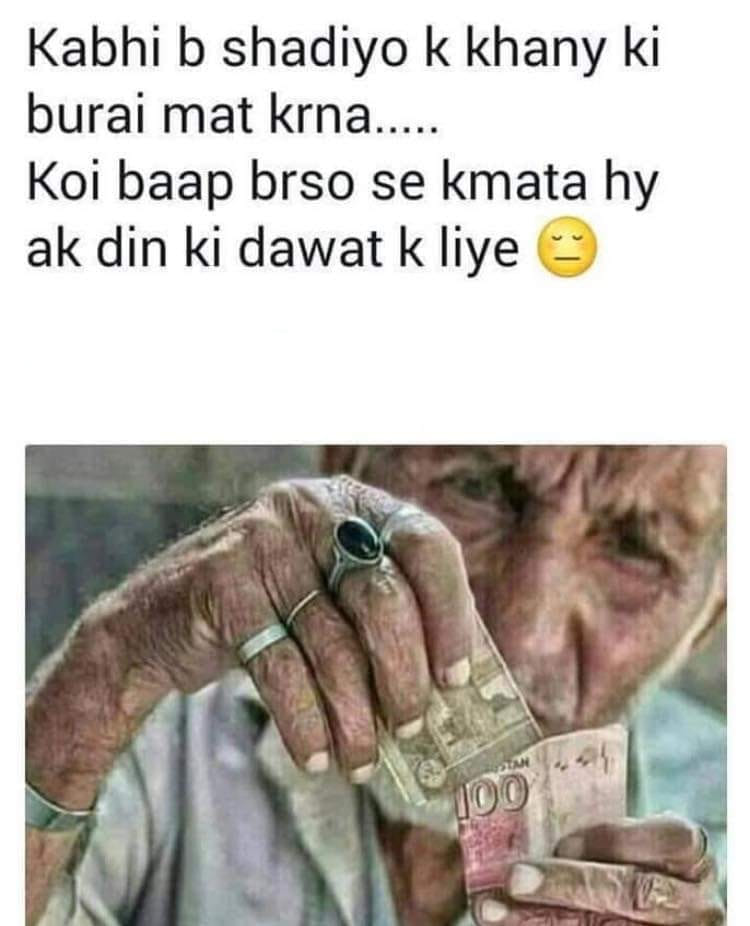 Kabhi b shadiyo k khany ki
burai mat krna.....
Koi baap brso se kmata hy
ak din ki dawat k liye 😑
100